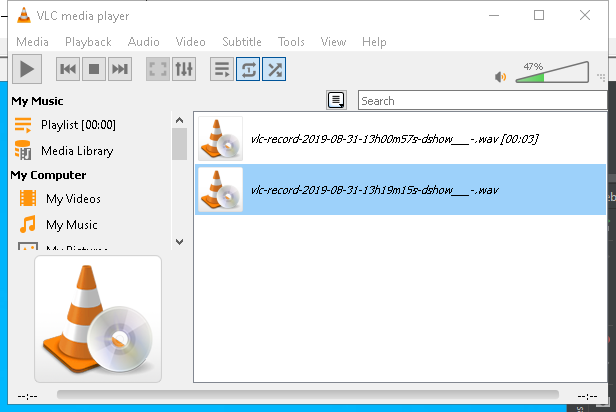 VLC media player
Media Playback Audio Video Subtitle Tools View Help
47%
My Music
Search
Playlist [00:00]
Media Library
My Computer
My Videos
My Music
My Pictures
vlc-record-2019-08-31-13h00m57s-dshow___-.wav [00:03]
vlc-record-2019-08-31-13h19m15s-dshow___-.wav
--:--
--:--